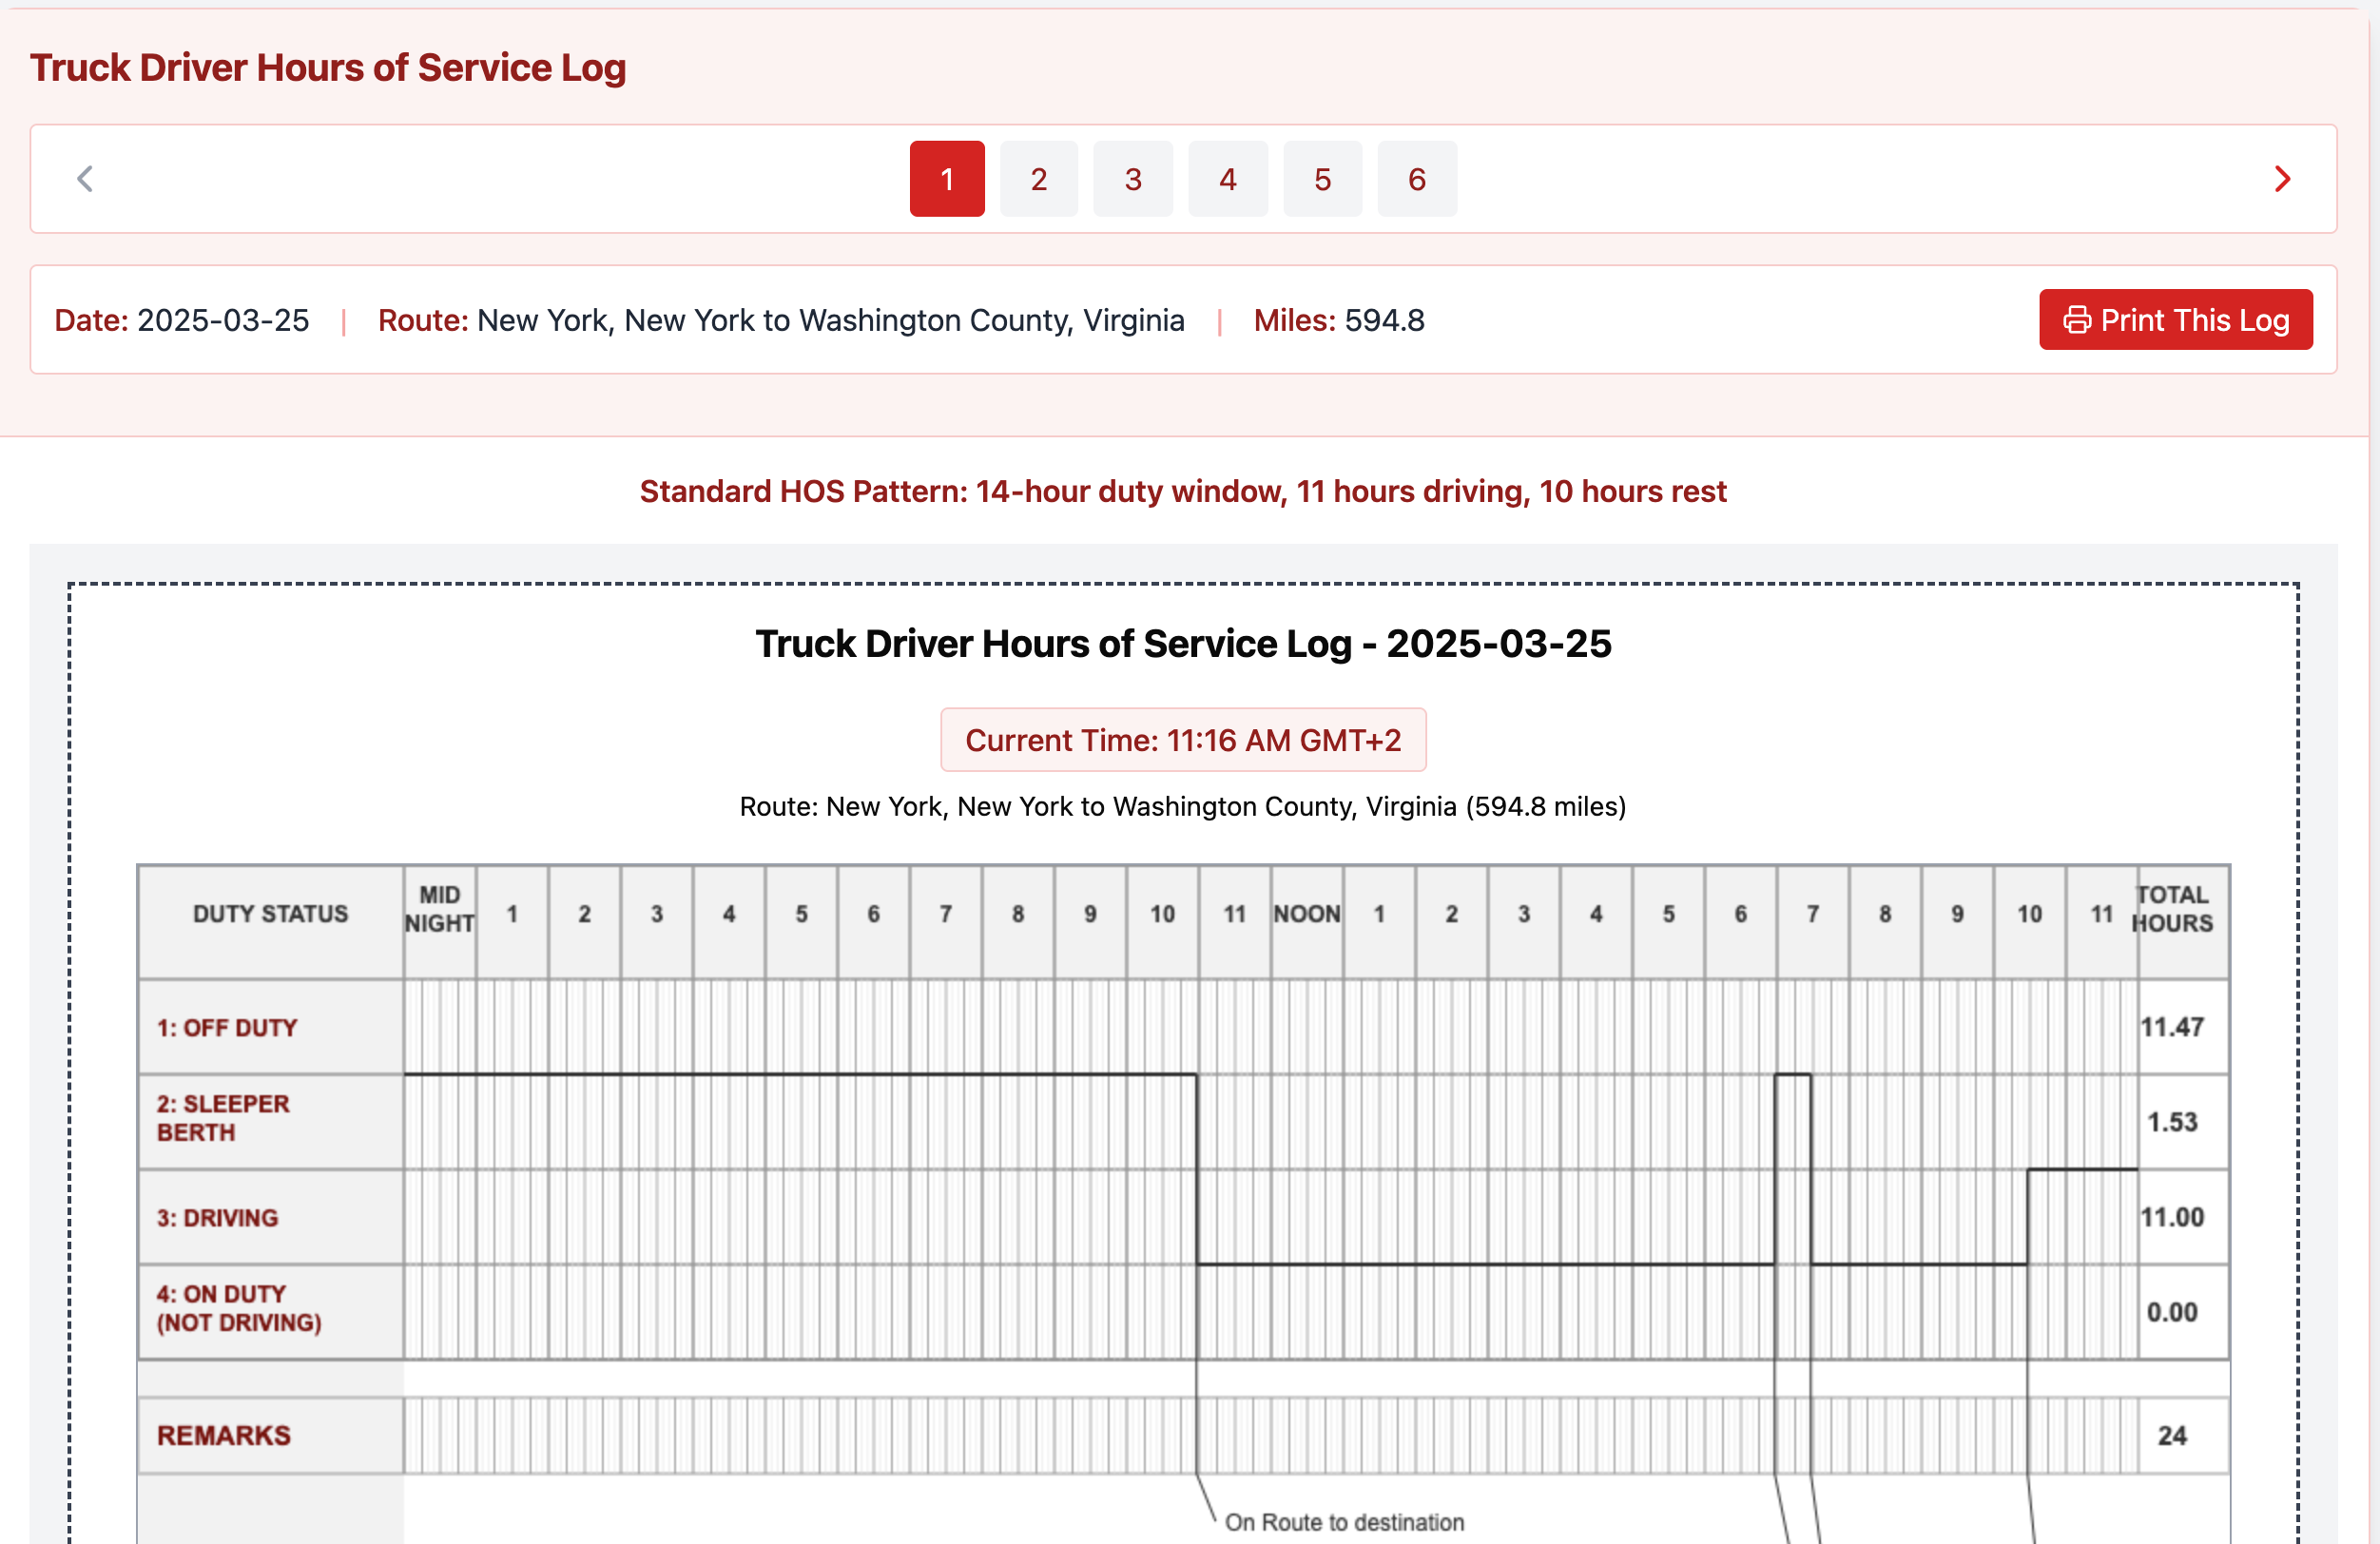 Truck Driver Hours of Service Log
1 2 3 4 5 6
Date: 2025-03-25 | Route: New York, New York to Washington County, Virginia | Miles: 594.8
Print This Log
Standard HOS Pattern: 14-hour duty window, 11 hours driving, 10 hours rest
Truck Driver Hours of Service Log - 2025-03-25
Current Time: 11:16 AM GMT+2
Route: New York, New York to Washington County, Virginia (594.8 miles)
DUTY STATUS
MID
NIGHT
1 2 3 4 5 6 7 8 9 10 11 NOON 1 2 3 4 5 6 7 8 9 10 11
TOTAL
HOURS
1: OFF DUTY
11.47
2: SLEEPER
BERTH
1.53
3: DRIVING
11.00
4: ON DUTY
(NOT DRIVING)
0.00
REMARKS
24
On Route to destination